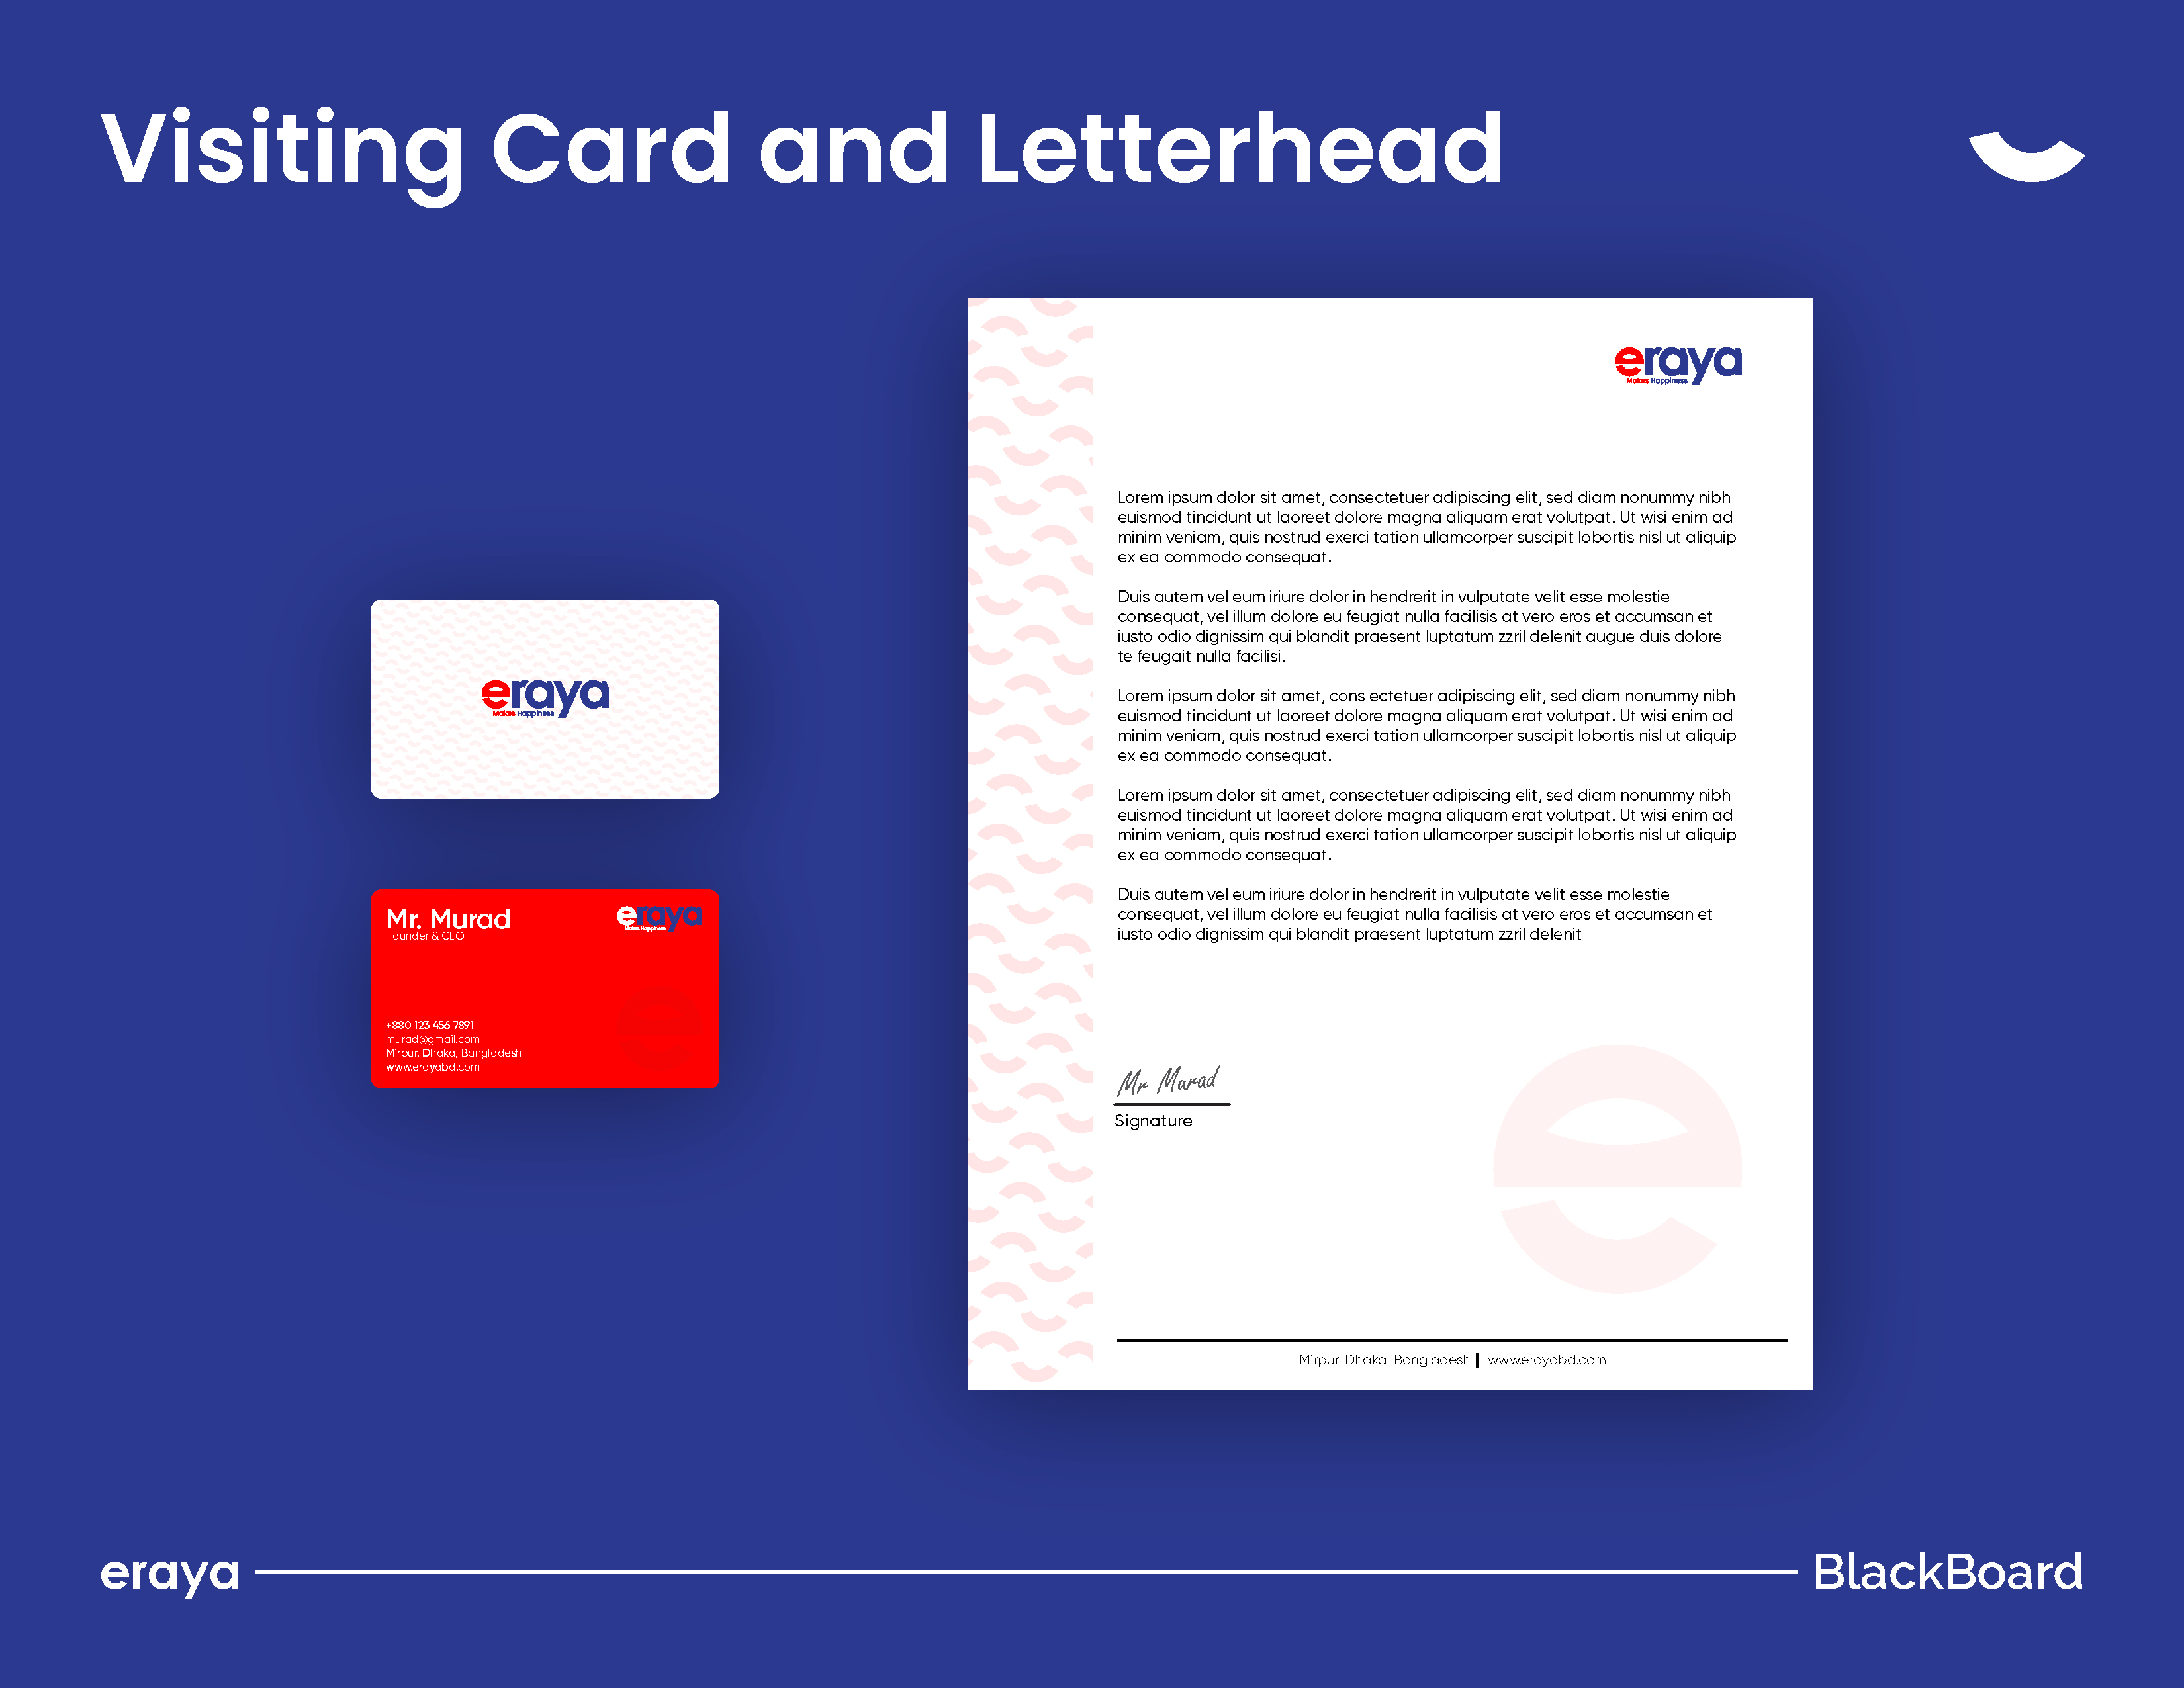 Visiting Card and Letterhead
eraya
Makes Happiness
Mr. Murad
Founder & CEO
eraya
Makes Happiness
+880 123 456 7891
murad@gmail.com
Mirpur, Dhaka, Bangladesh
www.erayabd.com
eraya
Makes Happiness
Lorem ipsum dolor sit amet, consectetuer adipiscing elit, sed diam nonummy nibh
euismod tincidunt ut laoreet dolore magna aliquam erat volutpat. Ut wisi enim ad
minim veniam, quis nostrud exerci tation ullamcorper suscipit lobortis nisl ut aliquip
ex ea commodo consequat.
Duis autem vel eum iriure dolor in hendrerit in vulputate velit esse molestie
consequat, vel illum dolore eu feugiat nulla facilisis at vero eros et accumsan et
iusto odio dignissim qui blandit praesent luptatum zzril delenit augue duis dolore
te feugait nulla facilisi.
Lorem ipsum dolor sit amet, cons ectetuer adipiscing elit, sed diam nonummy nibh
euismod tincidunt ut laoreet dolore magna aliquam erat volutpat. Ut wisi enim ad
minim veniam, quis nostrud exerci tation ullamcorper suscipit lobortis nisl ut aliquip
ex ea commodo consequat.
Lorem ipsum dolor sit amet, consectetuer adipiscing elit, sed diam nonummy nibh
euismod tincidunt ut laoreet dolore magna aliquam erat volutpat. Ut wisi enim ad
minim veniam, quis nostrud exerci tation ullamcorper suscipit lobortis nisl ut aliquip
ex ea commodo consequat.
Duis autem vel eum iriure dolor in hendrerit in vulputate velit esse molestie
consequat, vel illum dolore eu feugiat nulla facilisis at vero eros et accumsan et
iusto odio dignissim qui blandit praesent luptatum zzril delenit
Mr Murad
Signature
Mirpur, Dhaka, Bangladesh | www.erayabd.com
eraya
BlackBoard